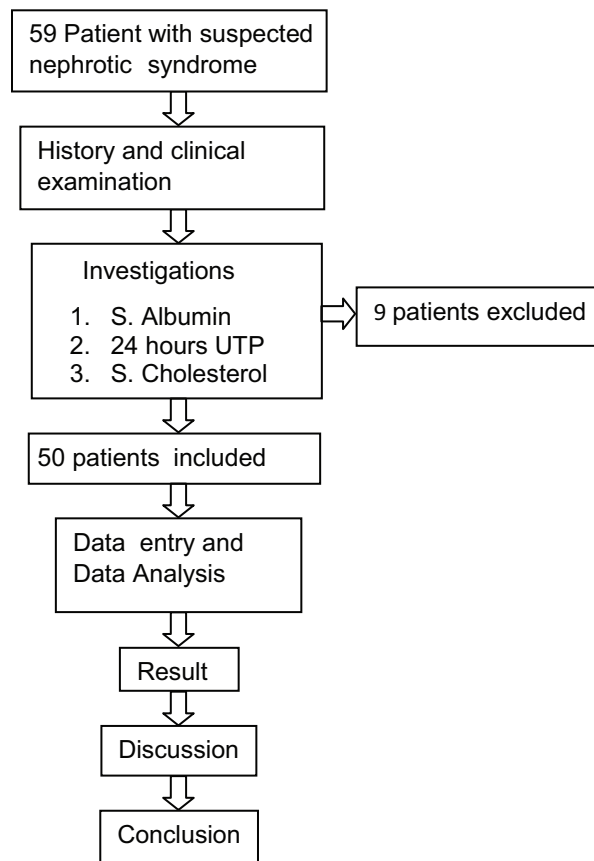 59 Patient with suspected
nephrotic syndrome
History and clinical
examination
Investigations
1. S. Albumin
2. 24 hours UTP
3. S. Cholesterol
9 patients excluded
50 patients included
Data entry and
Data Analysis
Result
Discussion
Conclusion